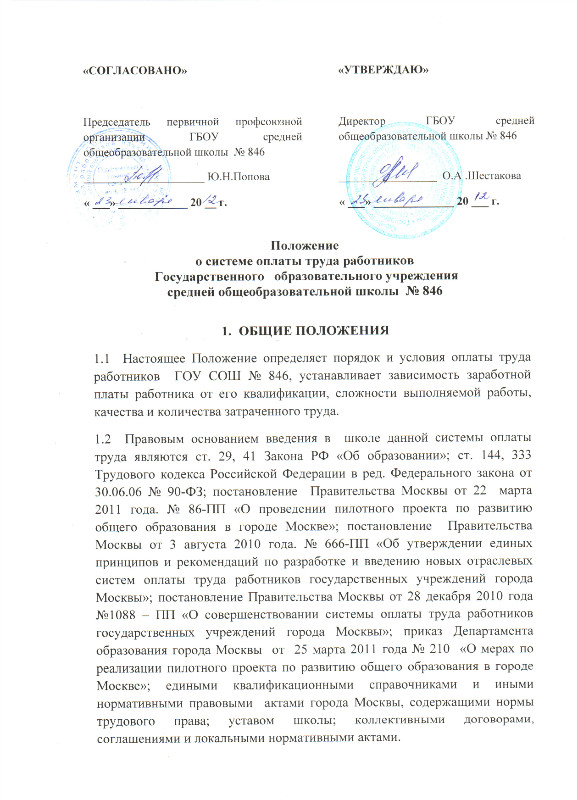 «СОГЛАСОВАНО»
«УТВЕРЖДАЮ»
Председатель первичной профсоюзной
организации ГБОУ средней
общеобразовательной школы № 846
Ю.Н.Попова
« 23 » января 20 12 г.
Директор ГБОУ средней
общеобразовательной школы № 846
О.А .Шестакова
« 23 » января 20 12 г.
Положение
о системе оплаты труда работников
Государственного образовательного учреждения
средней общеобразовательной школы № 846
1. ОБЩИЕ ПОЛОЖЕНИЯ
1.1 Настоящее Положение определяет порядок и условия оплаты труда
работников ГОУ СОШ № 846, устанавливает зависимость заработной
платы работника от его квалификации, сложности выполняемой работы,
качества и количества затраченного труда.
1.2 Правовым основанием введения в школе данной системы оплаты
труда являются ст. 29, 41 Закона РФ «Об образовании»; ст. 144, 333
Трудового кодекса Российской Федерации в ред. Федерального закона от
30.06.06 № 90-ФЗ; постановление Правительства Москвы от 22 марта
2011 года. № 86-ПП «О проведении пилотного проекта по развитию
общего образования в городе Москве»; постановление Правительства
Москвы от 3 августа 2010 года. № 666-ПП «Об утверждении единых
принципов и рекомендаций по разработке и введению новых отраслевых
систем оплаты труда работников государственных учреждений города
Москвы»; постановление Правительства Москвы от 28 декабря 2010 года
№1088 – ПП «О совершенствовании системы оплаты труда работников
государственных учреждений города Москвы»; приказ Департамента
образования города Москвы от 25 марта 2011 года № 210 «О мерах по
реализации пилотного проекта по развитию общего образования в городе
Москве»; едиными квалификационными справочниками и иными
нормативными правовыми актами города Москвы, содержащими нормы
трудового права; уставом школы; коллективными договорами,
соглашениями и локальными нормативными актами.